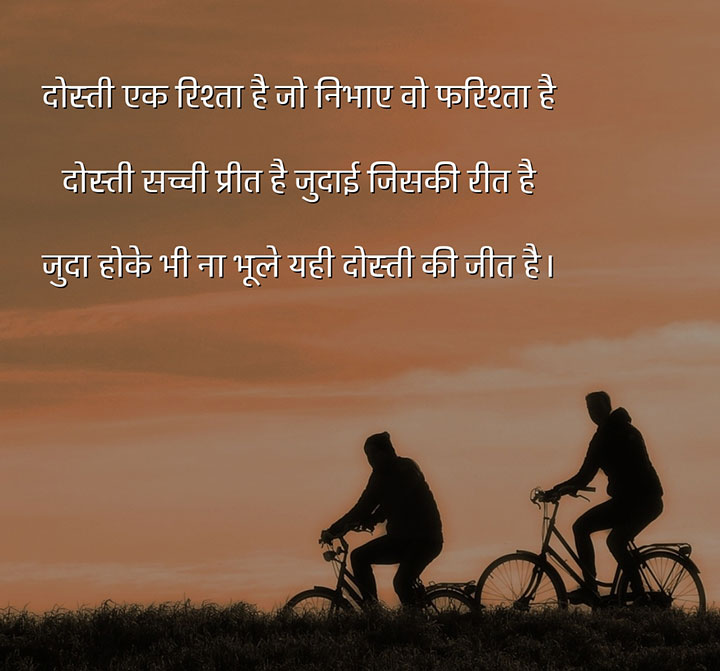 दोस्ती एक रिश्ता है जो निभाए वो फरिश्ता है
दोस्ती सच्ची प्रीत है जुदाई जिसकी रीत है
जुदा होके भी ना भूले यही दोस्ती की जीत है।